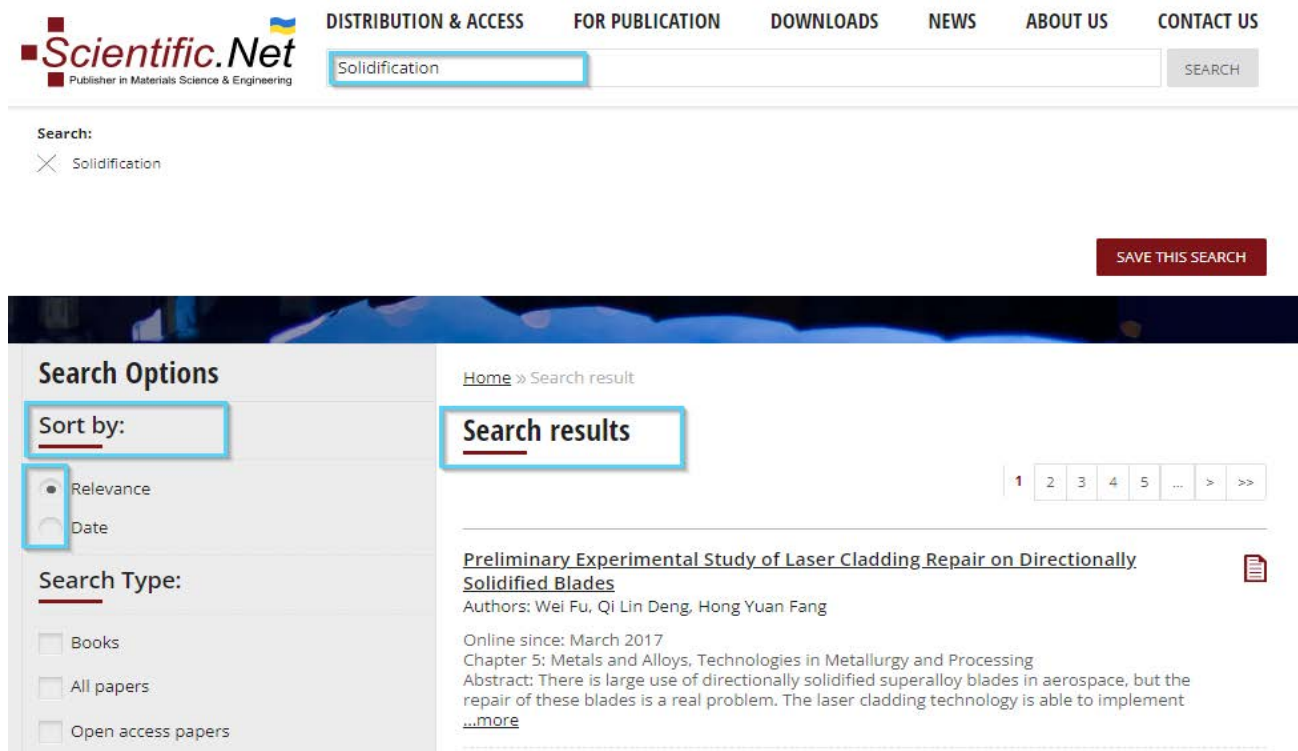 DISTRIBUTION & ACCESS FOR PUBLICATION DOWNLOADS NEWS ABOUT US CONTACT US
Scientific.Net
Publisher in Materials Science & Engineering
Solidification
SEARCH
Search:
Solidification
SAVE THIS SEARCH
Search Options
Sort by:
Relevance
Date
Search Type:
Books
All papers
Open access papers
Home » Search result
Search results
1 2 3 4 5 ... > >>
Preliminary Experimental Study of Laser Cladding Repair on Directionally
Solidified Blades
Authors: Wei Fu, Qi Lin Deng, Hong Yuan Fang
Online since: March 2017
Chapter 5: Metals and Alloys, Technologies in Metallurgy and Processing
Abstract: There is large use of directionally solidified superalloy blades in aerospace, but the
repair of these blades is a real problem. The laser cladding technology is able to implement
...more